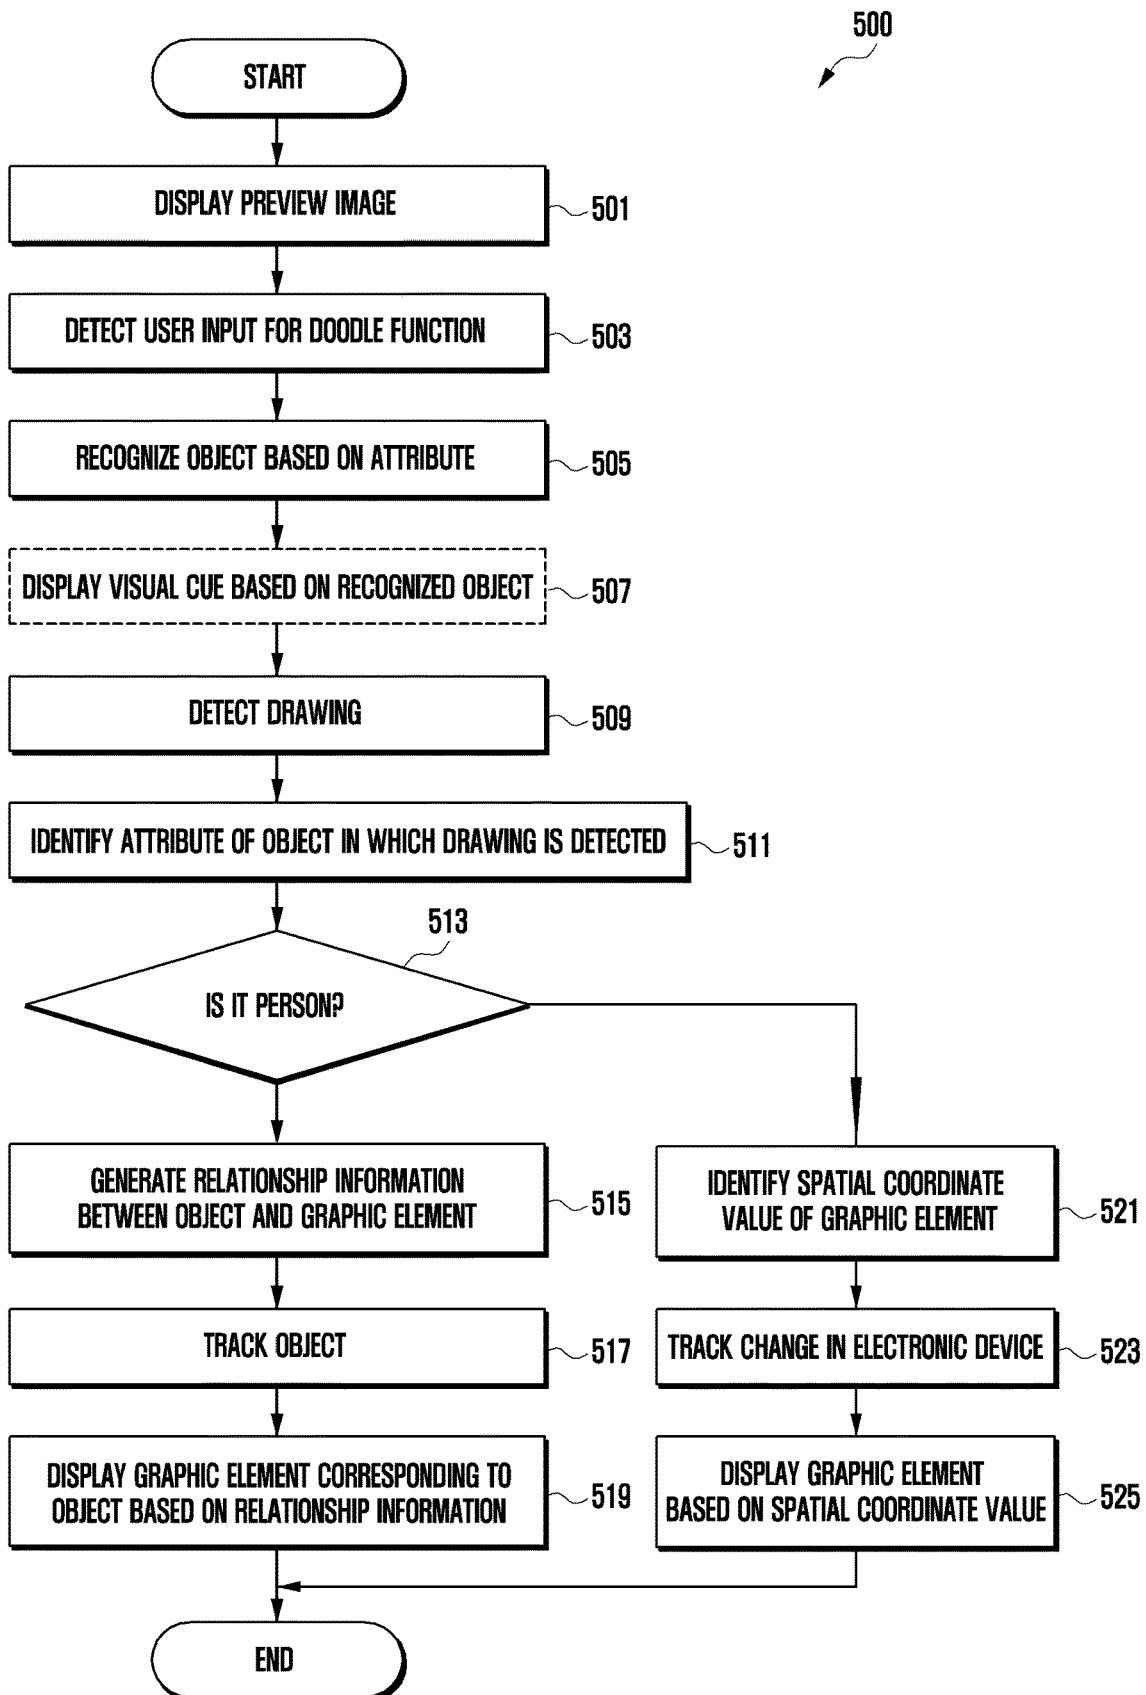 500
START
DISPLAY PREVIEW IMAGE
501
DETECT USER INPUT FOR DOODLE FUNCTION
503
RECOGNIZE OBJECT BASED ON ATTRIBUTE
505
DISPLAY VISUAL CUE BASED ON RECOGNIZED OBJECT
507
DETECT DRAWING
509
IDENTIFY ATTRIBUTE OF OBJECT IN WHICH DRAWING IS DETECTED
511
513
IS IT PERSON?
GENERATE RELATIONSHIP INFORMATION
BETWEEN OBJECT AND GRAPHIC ELEMENT
515
TRACK OBJECT
517
DISPLAY GRAPHIC ELEMENT CORRESPONDING TO
OBJECT BASED ON RELATIONSHIP INFORMATION
519
IDENTIFY SPATIAL COORDINATE
VALUE OF GRAPHIC ELEMENT
521
TRACK CHANGE IN ELECTRONIC DEVICE
523
DISPLAY GRAPHIC ELEMENT
BASED ON SPATIAL COORDINATE VALUE
525
END